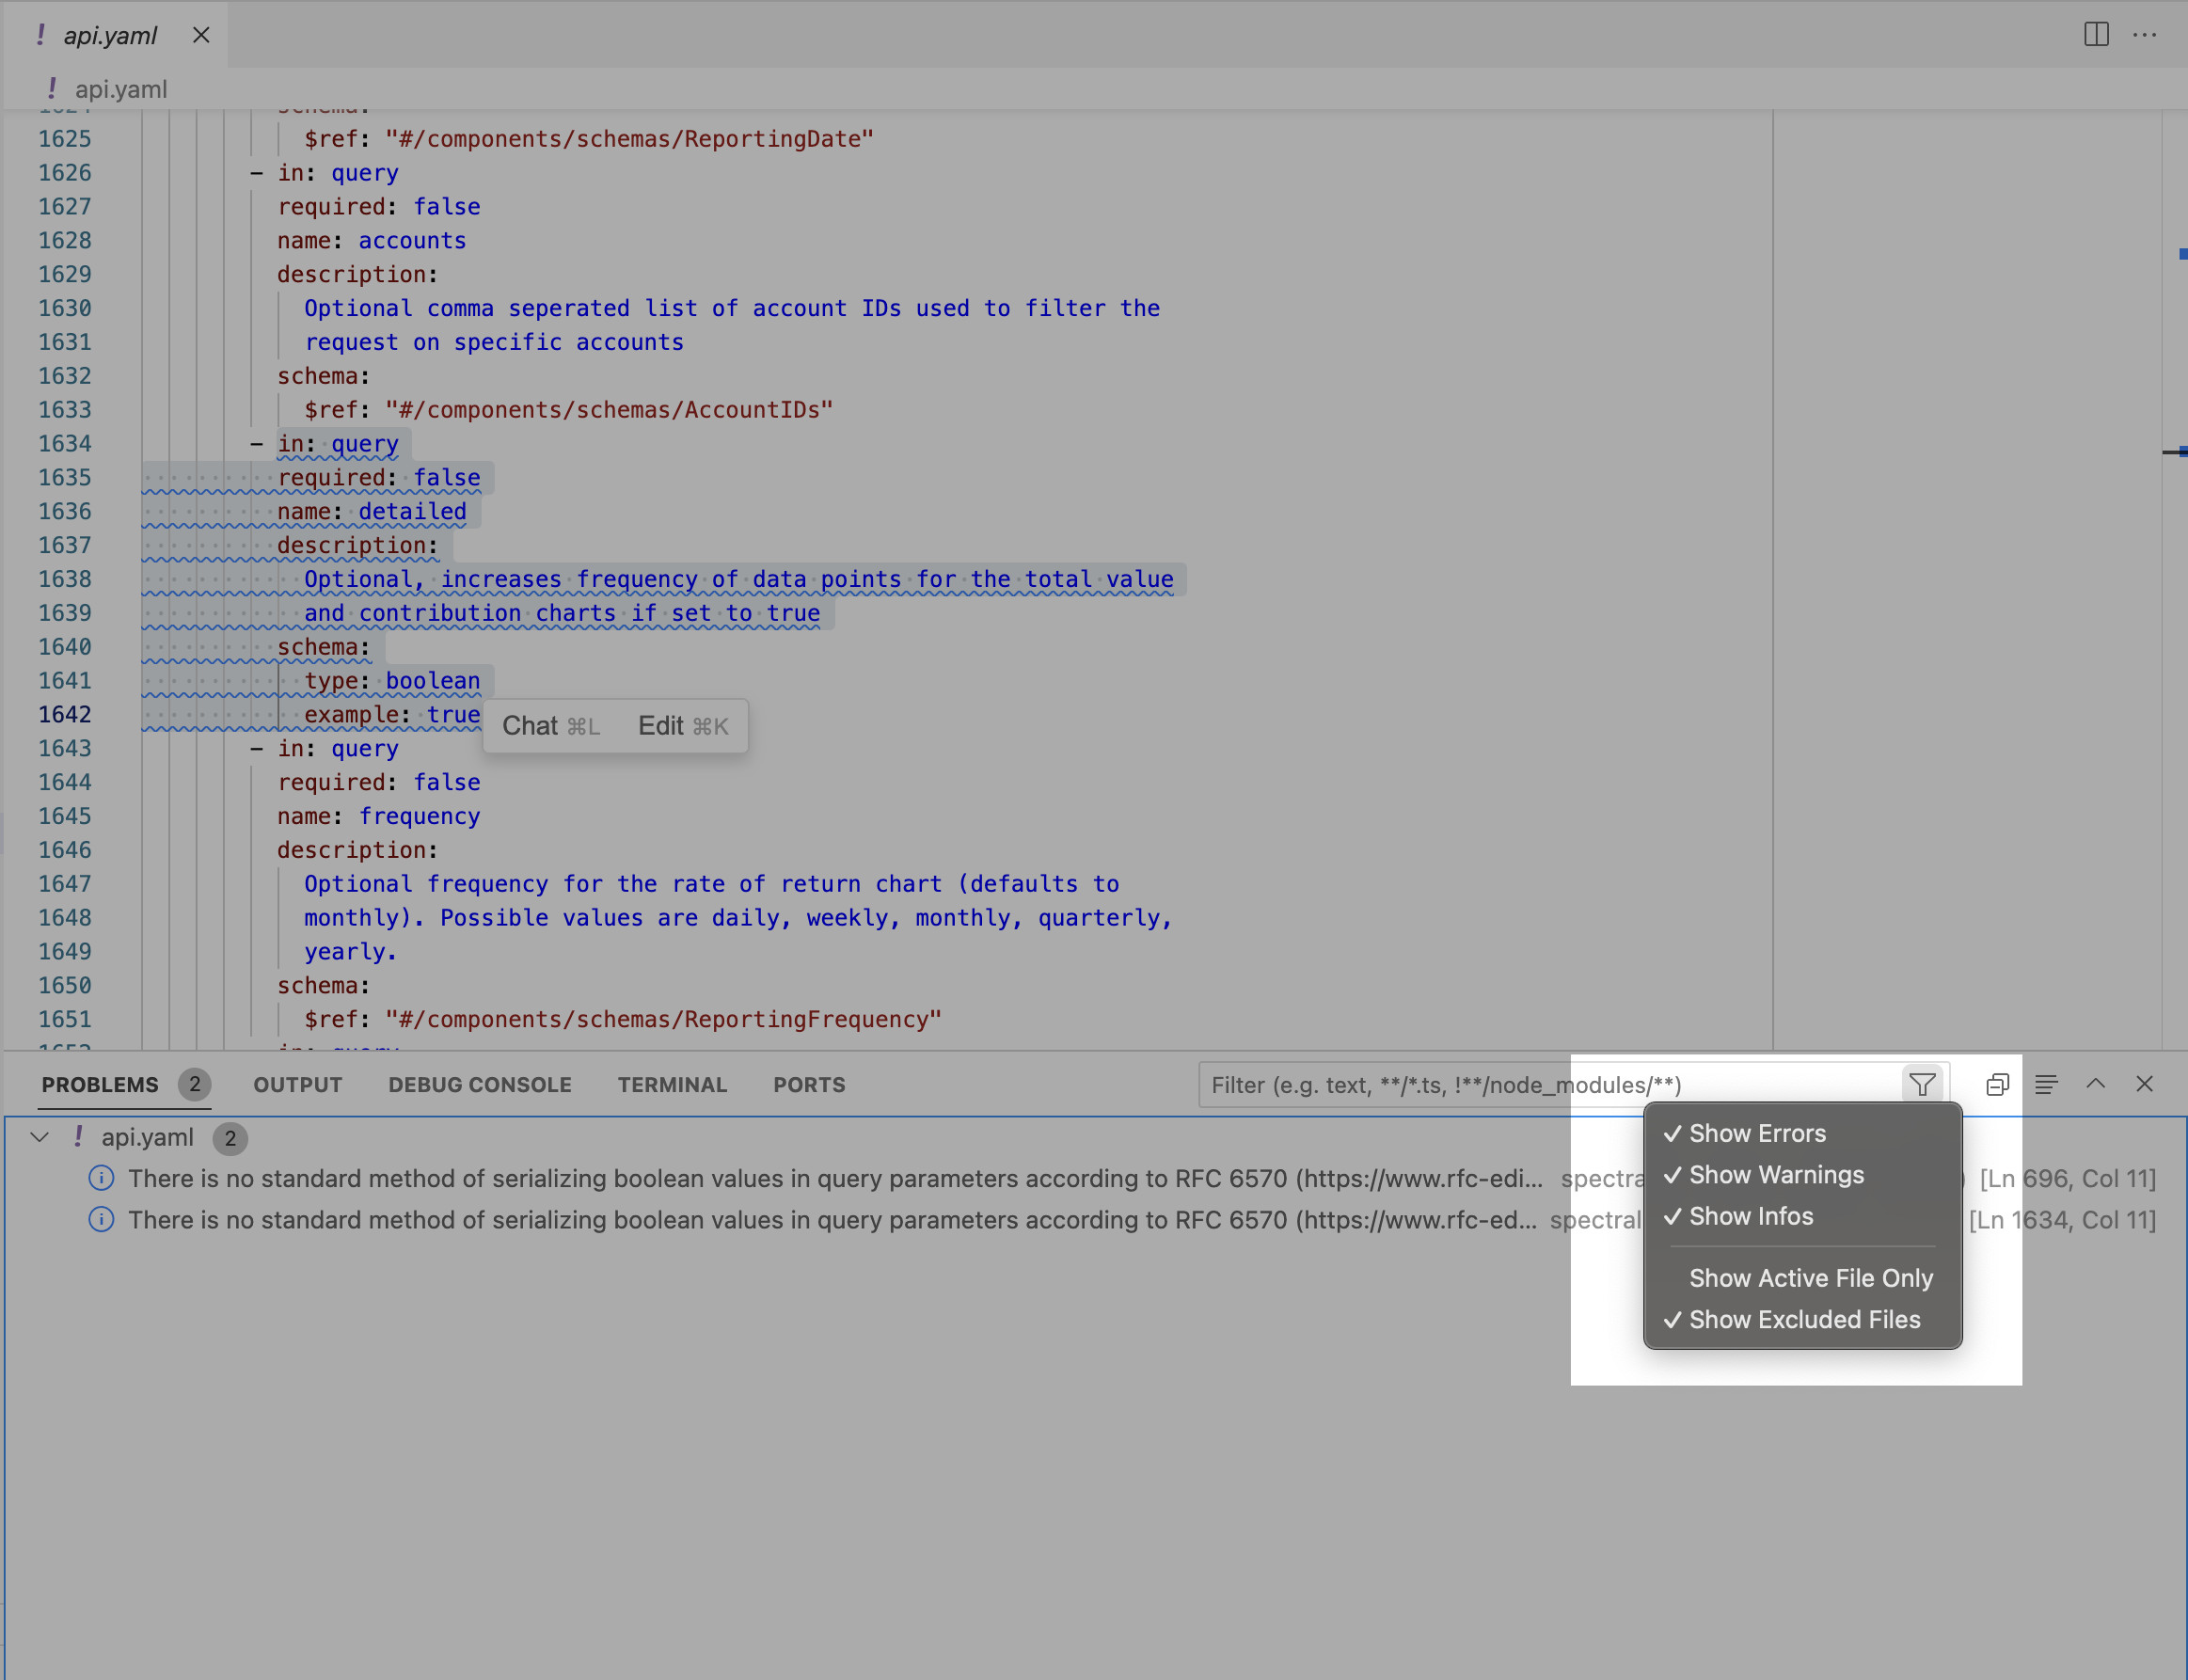 ! api.yaml
! api.yaml
1625 $ref: "#/components/schemas/ReportingDate"
1626 - in: query
1627 required: false
1628 name: accounts
1629 description:
1630 Optional comma seperated list of account IDs used to filter the
1631 request on specific accounts
1632 schema:
1633 $ref: "#/components/schemas/AccountIDs"
1634 - in: query
1635 required: false
1636 name: detailed
1637 description:
1638 Optional, increases frequency of data points for the total value
1639 and contribution charts if set to true
1640 schema:
1641 type: boolean
1642 example: true
Chat ⌘L Edit ⌘K
1643 - in: query
1644 required: false
1645 name: frequency
1646 description:
1647 Optional frequency for the rate of return chart (defaults to
1648 monthly). Possible values are daily, weekly, monthly, quarterly,
1649 yearly.
1650 schema:
1651 $ref: "#/components/schemas/ReportingFrequency"
PROBLEMS 2 OUTPUT DEBUG CONSOLE TERMINAL PORTS Filter (e.g. text, **/*.ts, !**/node_modules/**)
! api.yaml 2
There is no standard method of serializing boolean values in query parameters according to RFC 6570 (https://www.rfc-edi... [Ln 696, Col 11]
There is no standard method of serializing boolean values in query parameters according to RFC 6570 (https://www.rfc-ed... spectral [Ln 1634, Col 11]
✓ Show Errors
✓ Show Warnings
✓ Show Infos
Show Active File Only
✓ Show Excluded Files